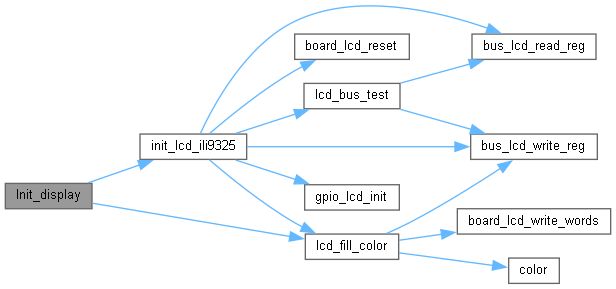 Init_display
init_lcd_ili9325
board_lcd_reset
lcd_bus_test
gpio_lcd_init
lcd_fill_color
bus_lcd_read_reg
bus_lcd_write_reg
board_lcd_write_words
color